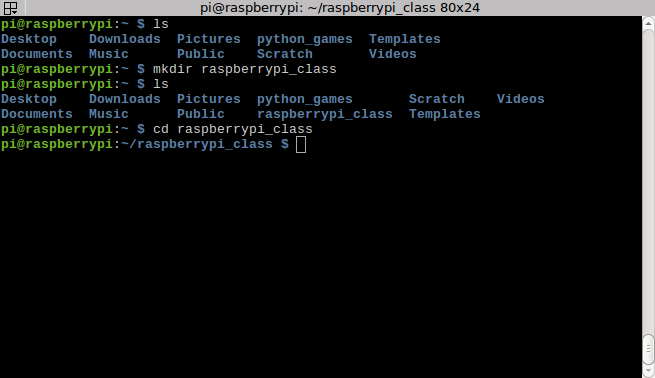 pi@raspberrypi: ~/raspberrypi_class 80x24
pi@raspberrypi:~ $ ls
Desktop    Downloads  Pictures  python_games  Templates
Documents  Music      Public    Scratch       Videos
pi@raspberrypi:~ $ mkdir raspberrypi_class
pi@raspberrypi:~ $ ls
Desktop    Downloads  Pictures  python_games       Scratch    Videos
Documents  Music      Public    raspberrypi_class  Templates
pi@raspberrypi:~ $ cd raspberrypi_class
pi@raspberrypi:~/raspberrypi_class $